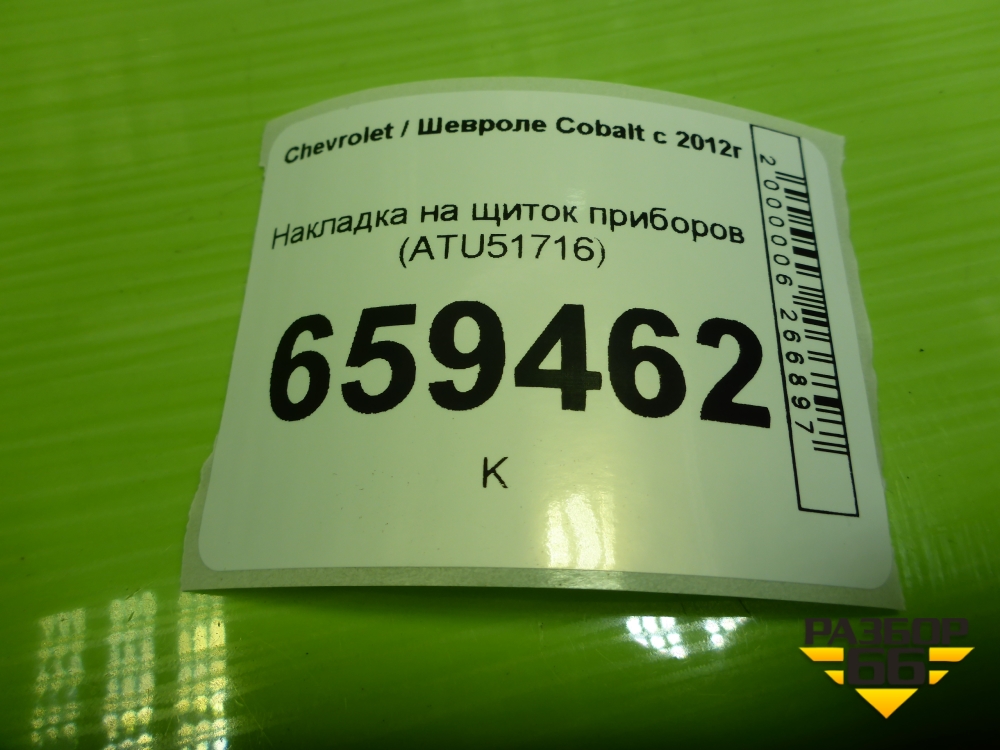 Chevrolet / Шевроле Cobalt с 2012г
Накладка на щиток приборов
(ATU51716)
659462
К
2000006266897
РАЗБОР
66